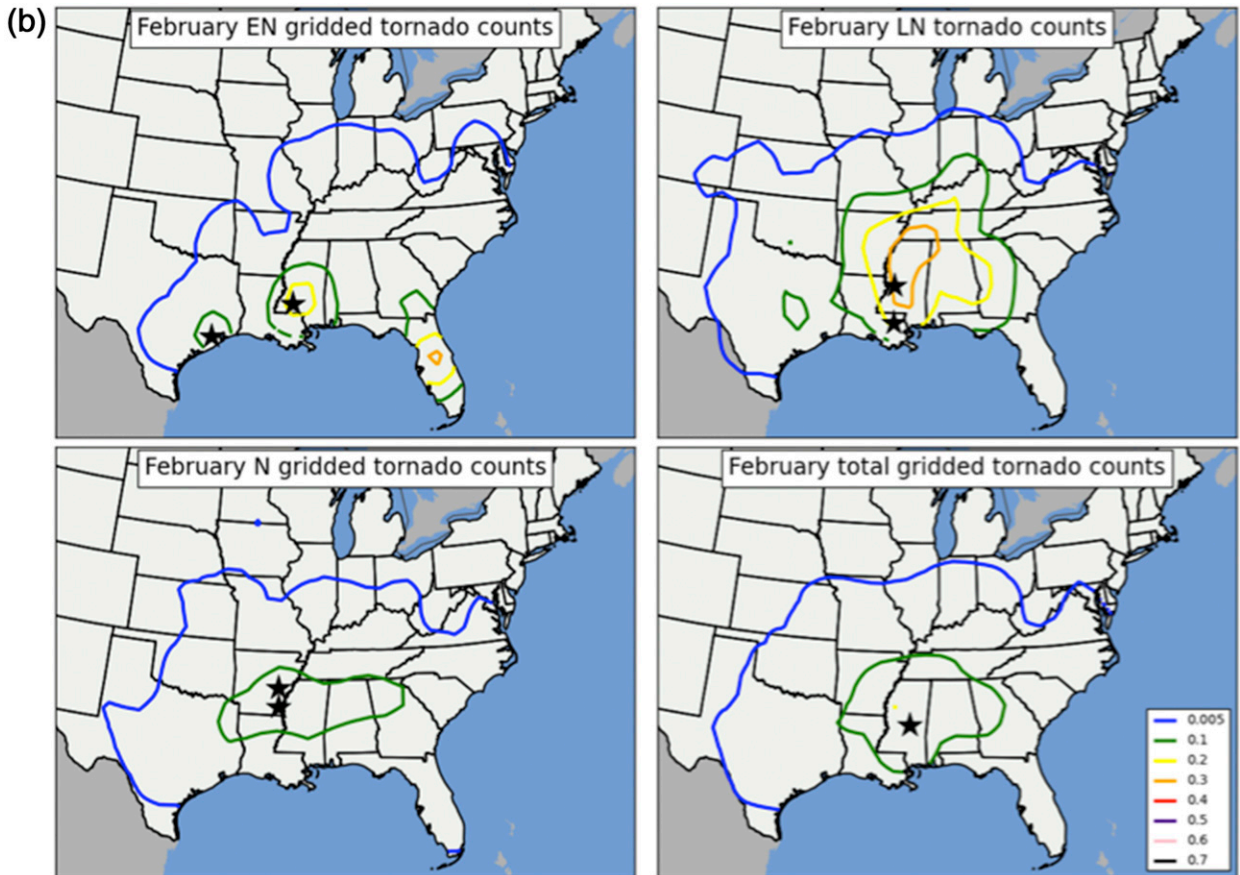 (b)
February EN gridded tornado counts
February LN tornado counts
February N gridded tornado counts
February total gridded tornado counts
0.005
0.1
0.2
0.3
0.4
0.5
0.6
0.7